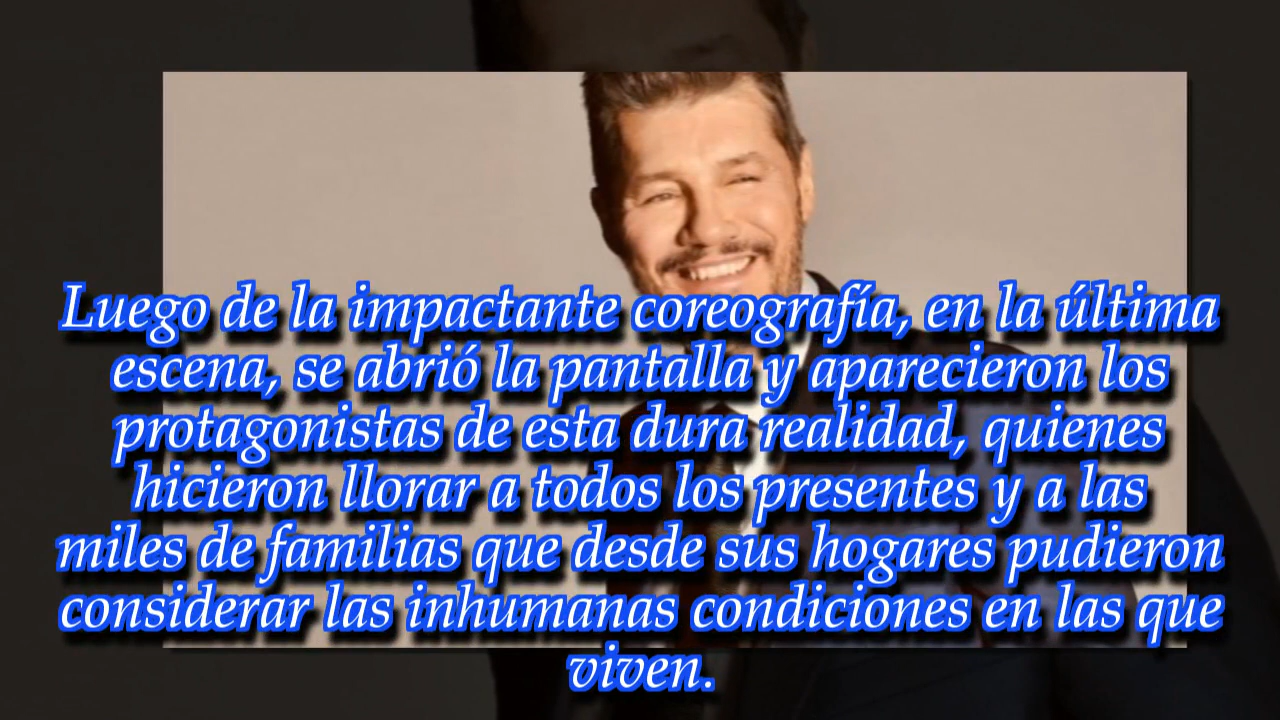 Luego de la impactante coreografía, en la última
escena, se abrió la pantalla y aparecieron los
protagonistas de esta dura realidad, quienes
hicieron llorar a todos los presentes y a las
miles de familias que desde sus hogares pudieron
considerar las inhumanas condiciones en las que
viven.